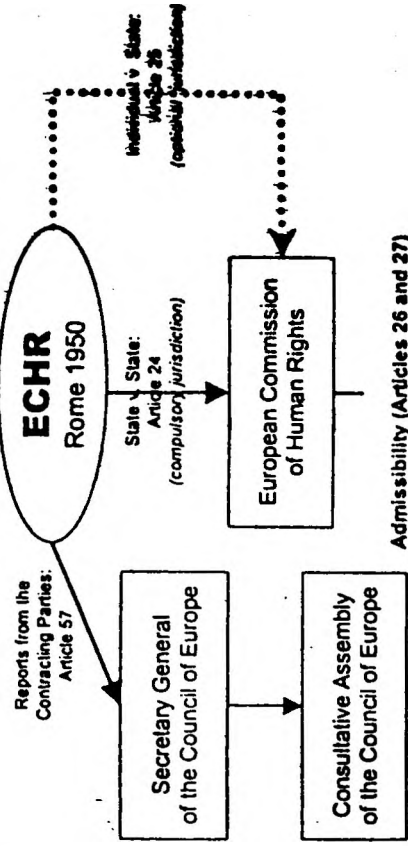 ECHR
Rome 1950
Reports from the
Contracting Parties:
Article 57
State v. State:
Article 24
(compulsory jurisdiction)
Individual v State:
Article 25
(optional jurisdiction)
Secretary General
of the Council of Europe
European Commission
of Human Rights
Consultative Assembly
of the Council of Europe
Admissibility (Articles 26 and 27)